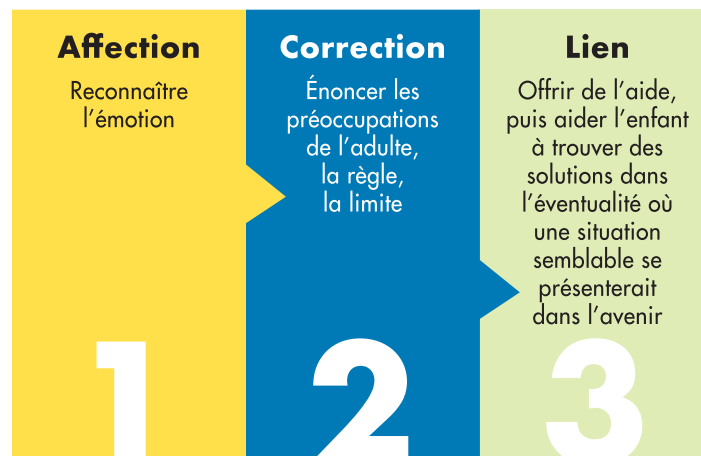 Affection
Reconnaître
l’émotion
1
Correction
Énoncer les
préoccupations
de l’adulte,
la règle,
la limite
2
Lien
Offrir de l’aide,
puis aider l’enfant
à trouver des
solutions dans
l’éventualité où
une situation
semblable se
présenterait
dans l’avenir
3